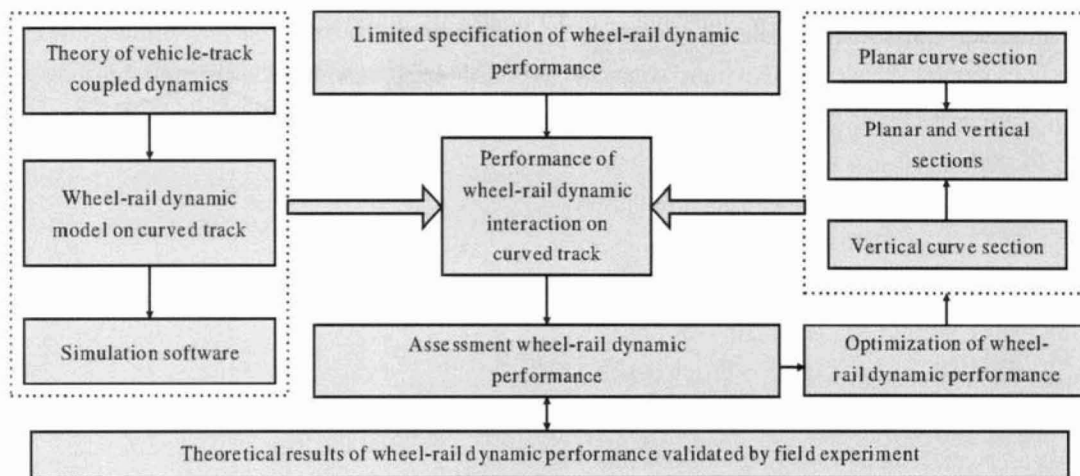 Theory of vehicle-track
coupled dynamics
Wheel-rail dynamic
model on curved track
Simulation software
Limited specification of wheel-rail dynamic
performance
Performance of
wheel-rail dynamic
interaction on
curved track
Assessment wheel-rail dynamic
performance
Planar curve section
Planar and vertical
sections
Vertical curve section
Optimization of wheel-
rail dynamic performance
Theoretical results of wheel-rail dynamic performance validated by field experiment